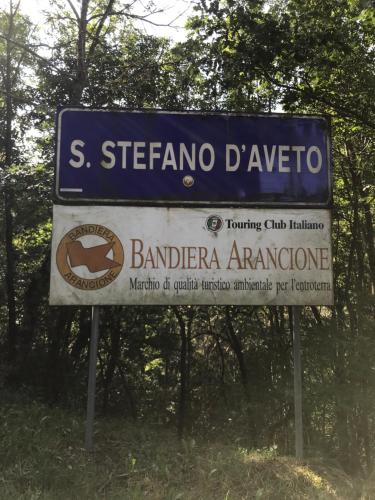 S. STEFANO D'AVETO
Touring Club Italiano
BANDIERA
ARANCIONE
BANDIERA ARANCIONE
Marchio di qualità turistico ambientale per l'entroterra